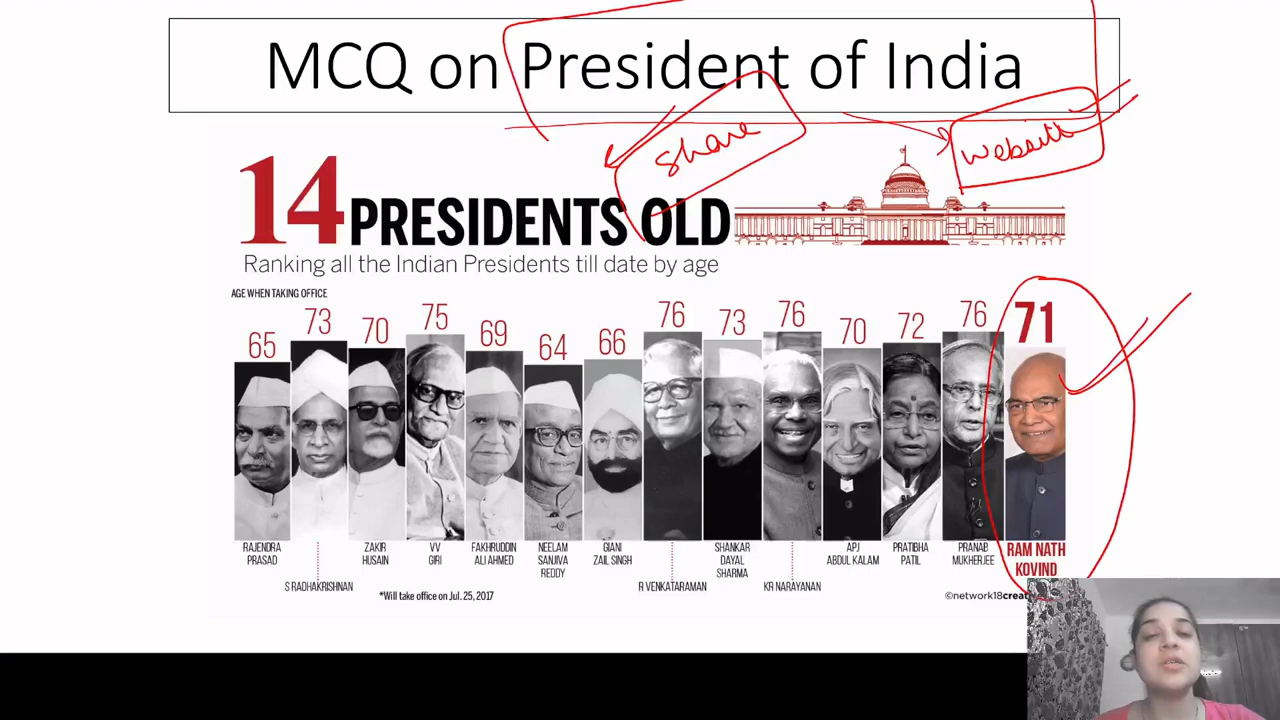 MCQ on President of India
share
website
14 PRESIDENTS OLD
Ranking all the Indian Presidents till date by age
AGE WHEN TAKING OFFICE
65 73 70 75 69 64 66 76 73 76 70 72 76 71
RAJENDRA PRASAD
S RADHAKRISHNAN
ZAKIR HUSAIN
VV GIRI
FAKHRUDDIN ALI AHMED
NEELAM SANJIVA REDDY
GIANI ZAIL SINGH
R VENKATARAMAN
SHANKAR DAYAL SHARMA
KR NARAYANAN
APJ ABDUL KALAM
PRATIBHA PATIL
PRANAB MUKHERJEE
RAM NATH KOVIND
*Will take office on Jul. 25, 2017
©network18crea